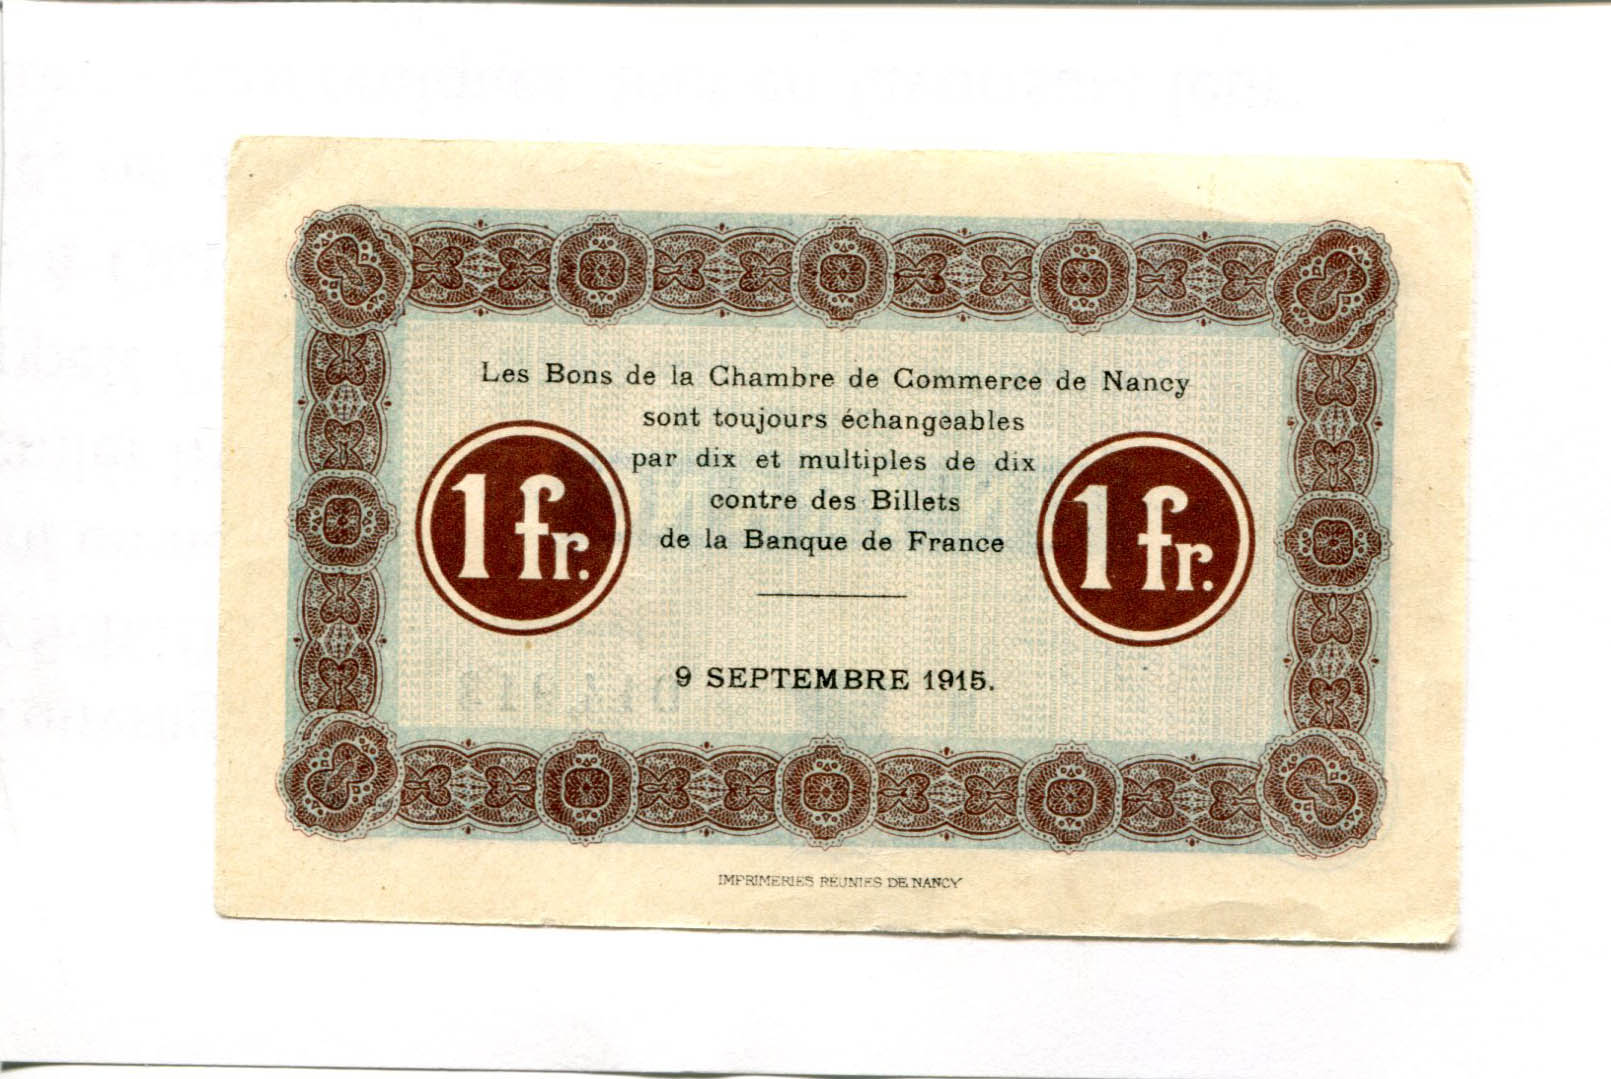 Les Bons de la Chambre de Commerce de Nancy
sont toujours échangeables
par dix et multiples de dix
contre des Billets
de la Banque de France
1 fr.
1 fr.
9 SEPTEMBRE 1915.
IMPRIMERIES RÉUNIES DE NANCY